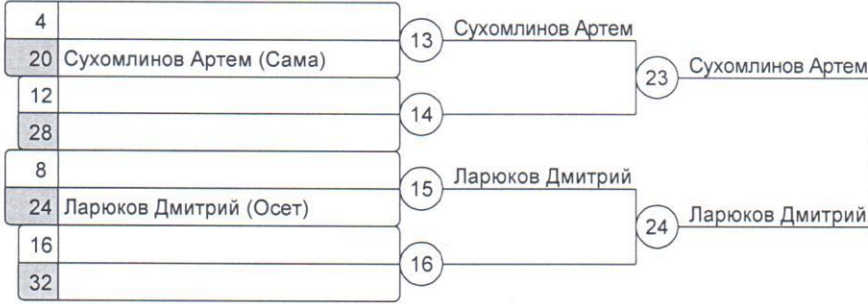 4
20 Сухомлинов Артем (Сама)
13 Сухомлинов Артем
23 Сухомлинов Артем
12
28
14
8
24 Ларюков Дмитрий (Осет)
15 Ларюков Дмитрий
24 Ларюков Дмитрий
16
32
16